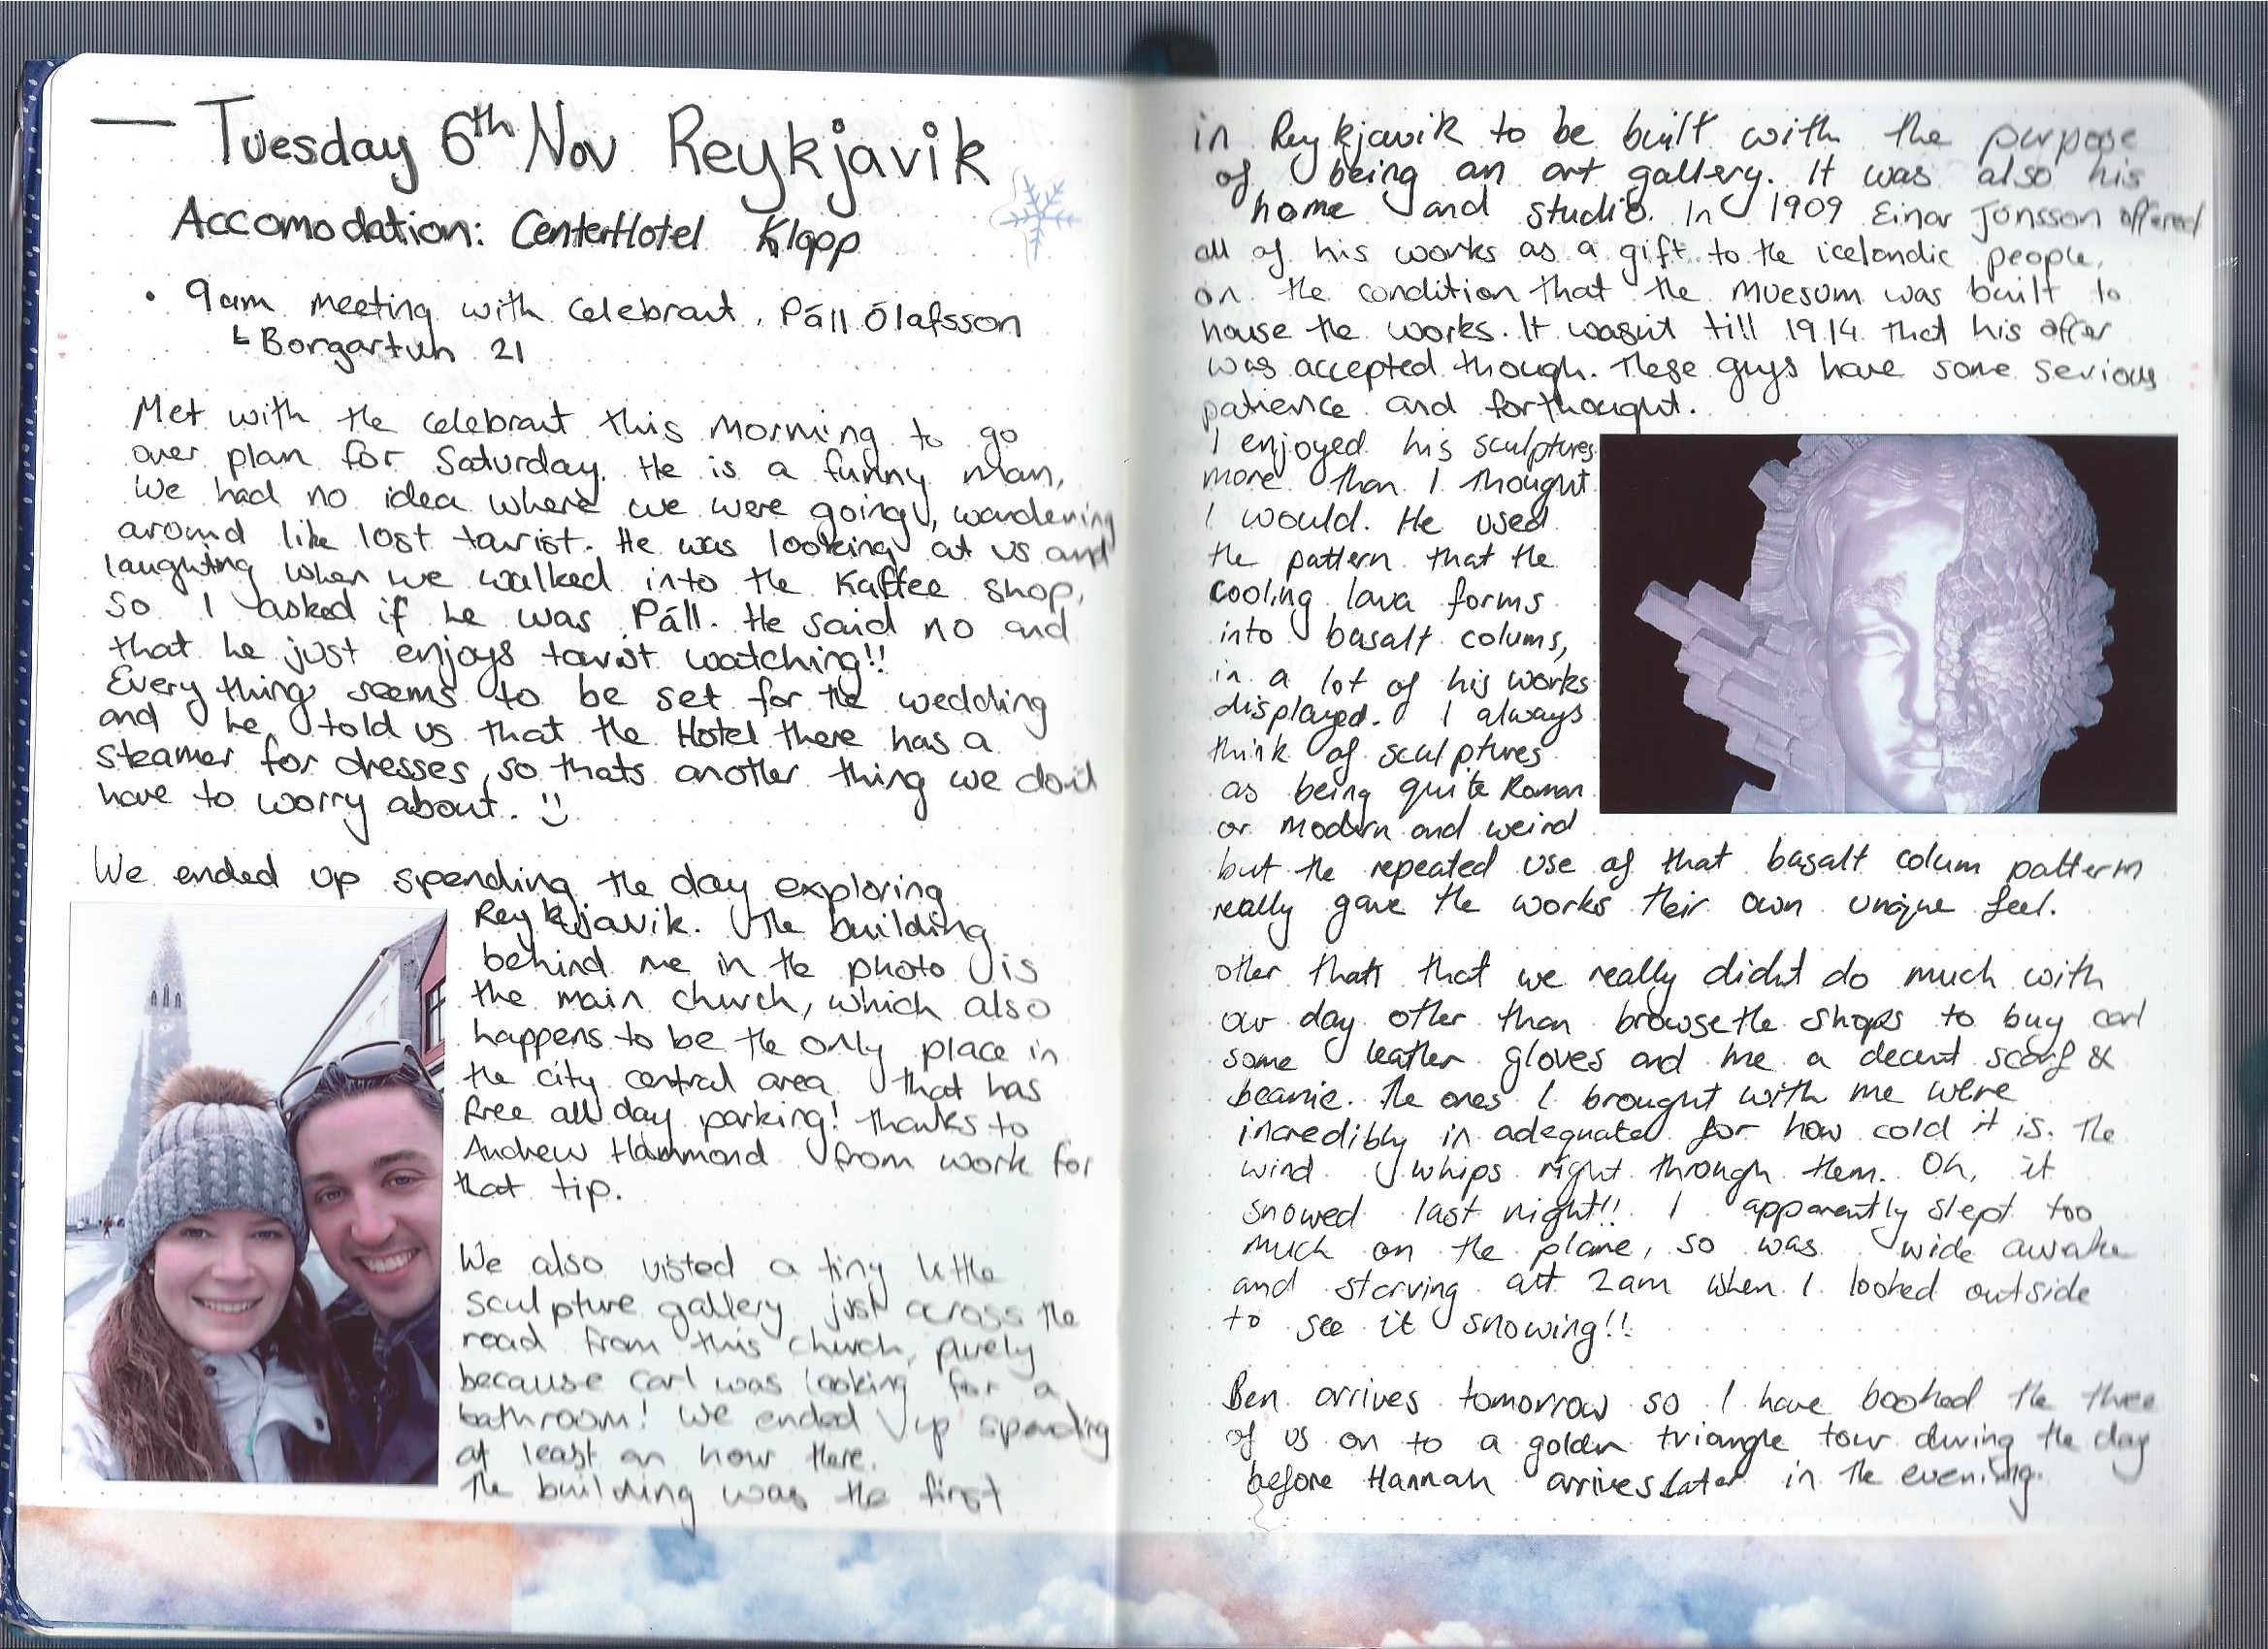 — Tuesday 6th Nov Reykjavik
Accomodation: CenterHotel Klapp
• 9am meeting with Celebrant, Páll Ólafsson
↳ Borgartun 21
Met with the celebrant this morning to go
over plan for Saturday. He is a funny man,
We had no idea where we were going, wandering
around like lost tourist. He was looking at us and
laughting when we walked into the Kaffee shop,
so I asked if he was Páll. He said no and
that he just enjoys tourist watching!!
Everything seems to be set for the wedding
and he told us that the Hotel there has a
steamer for dresses, so thats another thing we don't
have to worry about. :)
We ended up spending the day exploring
Reykjavik. The building
behind me in the photo is
the main church, which also
happens to be the only place in
the city central area that has
free all day parking! thanks to
Andrew Hammond from work for
that tip.
We also visted a tiny little
sculpture gallery just across the
road from this church, purely
because Carl was looking for a
bathroom! We ended up spending
at least an hour there.
The building was the first
in Reykjavik to be built with the purpose
of being an art gallery. It was also his
home and studio. In 1909 Einar Jónsson offered
all of his works as a gift to the icelandic people,
on the condition that the muesum was built to
house the works. It wasn't till 1914 that his offer
was accepted though. These guys have some serious
patience and forthought.
I enjoyed his sculptures
more than I thought
I would. He used
the pattern that the
cooling lava forms
into basalt colums,
in a lot of his works
displayed. I always
think of sculptures
as being quite Roman
or modern and weird
but the repeated use of that basalt colum pattern
really gave the works their own unique feel.
other that that we really didnt do much with
our day other than browse the shops to buy carl
some leather gloves and me a decent scarf &
beanie. The ones I brought with me were
incredibly in adequate for how cold it is. The
wind whips right through them. Oh, it
snowed last night!! I apparently slept too
much on the plane, so was wide awake
and starving at 2am when I looked outside
to see it snowing!!
Ben arrives tomorrow so I have booked the three
of us on to a golden triangle tour during the day
before Hannah arrives later in the evening.